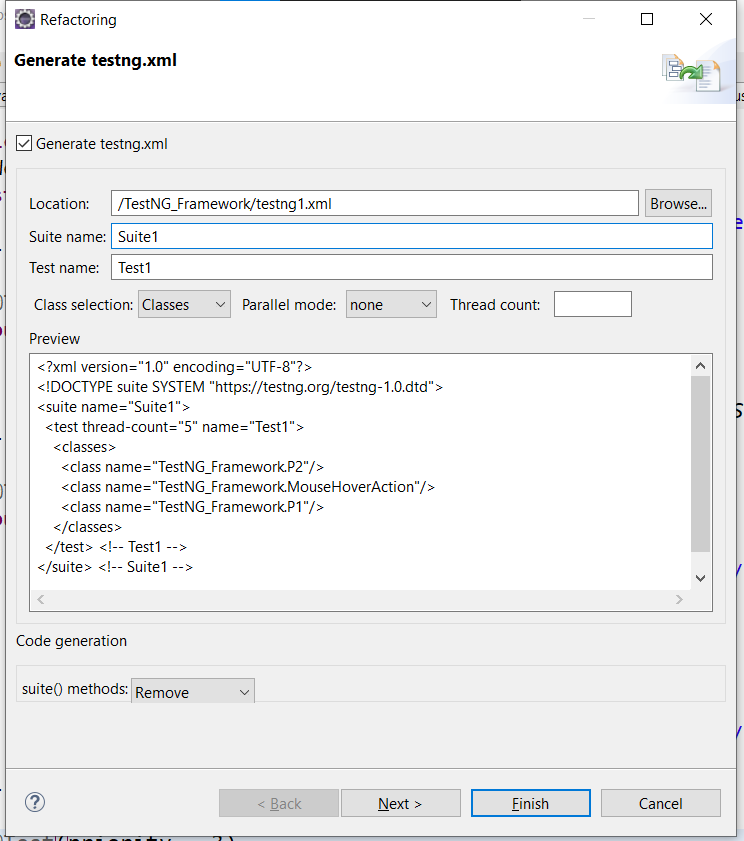 Refactoring
Generate testng.xml
Generate testng.xml
Location: /TestNG_Framework/testng1.xml Browse...
Suite name: Suite1
Test name: Test1
Class selection: Classes Parallel mode: none Thread count:
Preview
<?xml version="1.0" encoding="UTF-8"?>
<!DOCTYPE suite SYSTEM "https://testng.org/testng-1.0.dtd">
<suite name="Suite1">
<test thread-count="5" name="Test1">
<classes>
<class name="TestNG_Framework.P2"/>
<class name="TestNG_Framework.MouseHoverAction"/>
<class name="TestNG_Framework.P1"/>
</classes>
</test> <!-- Test1 -->
</suite> <!-- Suite1 -->
Code generation
suite() methods: Remove
< Back Next > Finish Cancel